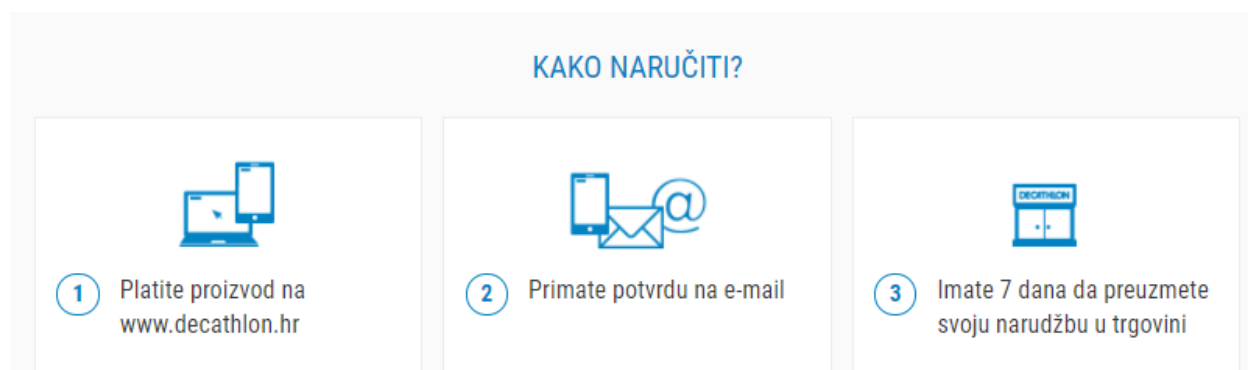 KAKO NARUČITI?
DECATHLON
1 Platite proizvod na
www.decathlon.hr
2 Primate potvrdu na e-mail
3 Imate 7 dana da preuzmete
svoju narudžbu u trgovini